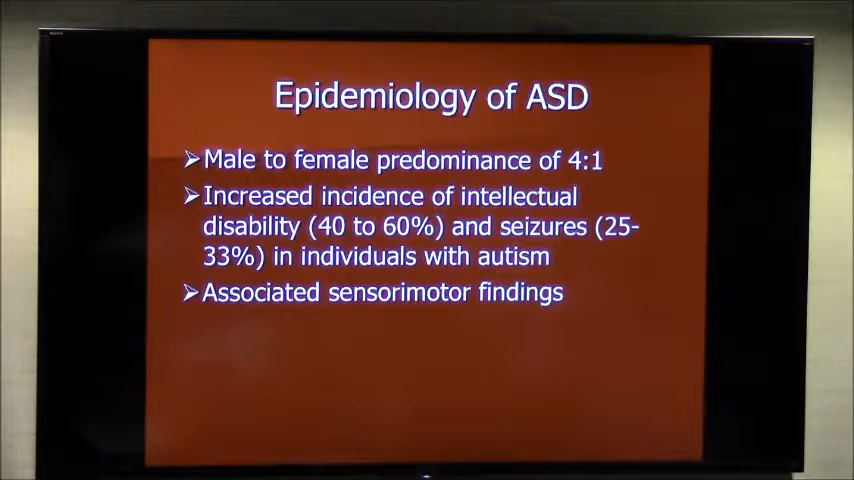 Epidemiology of ASD
➢Male to female predominance of 4:1
➢Increased incidence of intellectual
disability (40 to 60%) and seizures (25-
33%) in individuals with autism
➢Associated sensorimotor findings